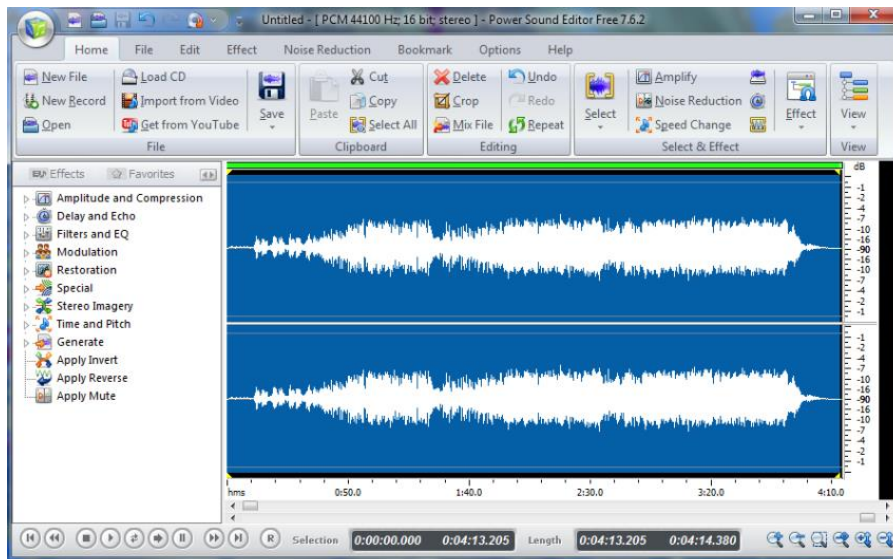 Untitled - [ PCM 44100 Hz; 16 bit; stereo ] - Power Sound Editor Free 7.6.2
Home File Edit Effect Noise Reduction Bookmark Options Help
New File Load CD Cut Delete Undo Amplify
New Record Import from Video Save Paste Copy Crop Redo Select Noise Reduction Effect View
Open Get from YouTube Select All Mix File Repeat Speed Change
File Clipboard Editing Select & Effect View
Effects Favorites
Amplitude and Compression
Delay and Echo
Filters and EQ
Modulation
Restoration
Special
Stereo Imagery
Time and Pitch
Generate
Apply Invert
Apply Reverse
Apply Mute
dB
-1
-2
-4
-7
-10
-16
-90
-16
-10
-7
-4
-2
-1
-1
-2
-4
-7
-10
-16
-90
-16
-10
-7
-4
-2
-1
hms 0:50.0 1:40.0 2:30.0 3:20.0 4:10.0
R Selection 0:00:00.000 0:04:13.205 Length 0:04:13.205 0:04:14.380